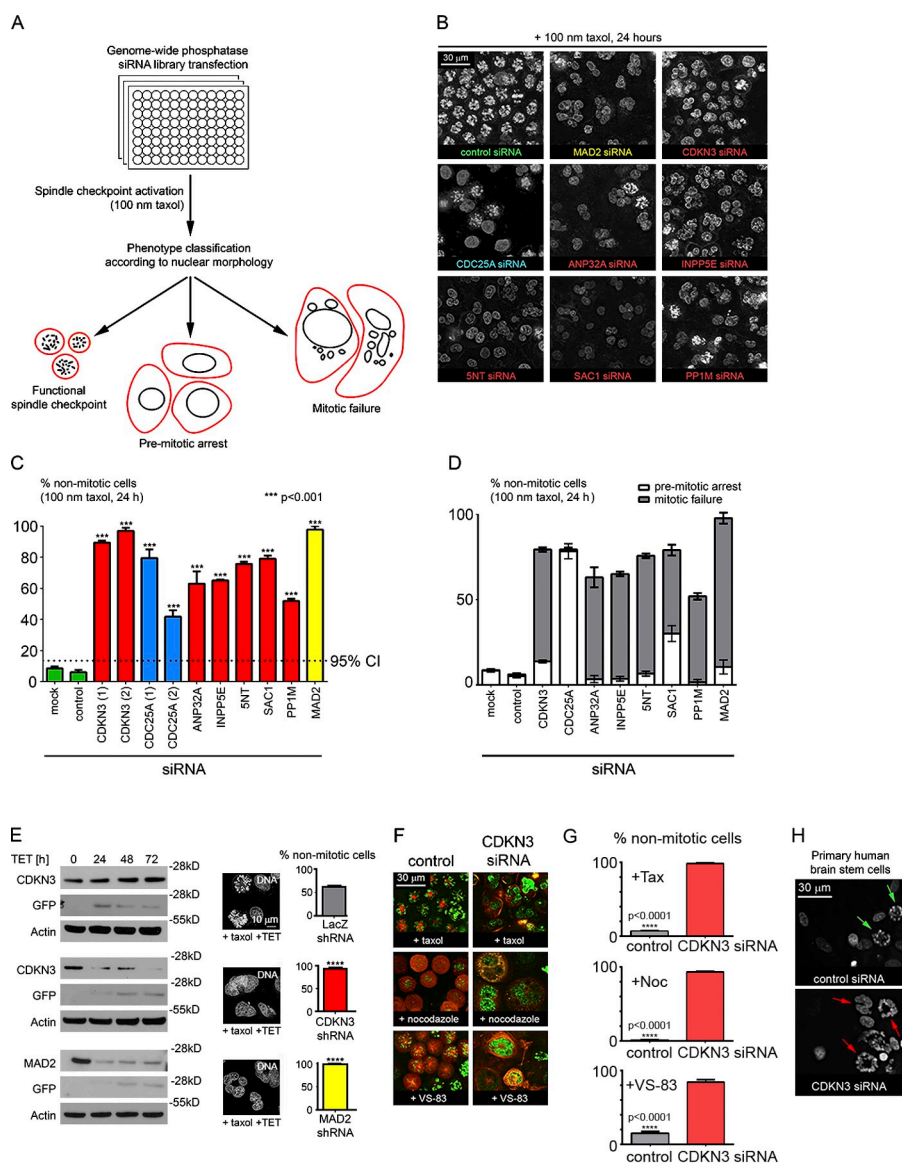 A
Genome-wide phosphatase
siRNA library transfection
Spindle checkpoint activation
(100 nm taxol)
Phenotype classification
according to nuclear morphology
Functional
spindle checkpoint
Pre-mitotic arrest
Mitotic failure
B
+ 100 nm taxol, 24 hours
30 µm
control siRNA
MAD2 siRNA
CDKN3 siRNA
CDC25A siRNA
ANP32A siRNA
INPP5E siRNA
5NT siRNA
SAC1 siRNA
PP1M siRNA
C
% non-mitotic cells
(100 nm taxol, 24 h)
*** p<0.001
100
80
60
40
20
0
*** *** *** *** *** *** *** *** *** ***
95% CI
mock
control
CDKN3 (1)
CDKN3 (2)
CDC25A (1)
CDC25A (2)
ANP32A
INPP5E
5NT
SAC1
PP1M
MAD2
siRNA
D
% non-mitotic cells
(100 nm taxol, 24 h)
pre-mitotic arrest
mitotic failure
100
50
0
mock
control
CDKN3
CDC25A
ANP32A
INPP5E
5NT
SAC1
PP1M
MAD2
siRNA
E
TET [h] 0 24 48 72
CDKN3
-28kD
GFP
-55kD
Actin
CDKN3
-28kD
GFP
-28kD
-55kD
Actin
MAD2
-28kD
GFP
-28kD
-55kD
Actin
DNA
10 µm
+ taxol +TET
DNA
+ taxol +TET
DNA
+ taxol +TET
% non-mitotic cells
100
50
0
LacZ
shRNA
****
100
50
0
CDKN3
shRNA
****
100
50
0
MAD2
shRNA
F
control
CDKN3
siRNA
30 µm
+ taxol
+ taxol
+ nocodazole
+ nocodazole
+ VS-83
+ VS-83
G
% non-mitotic cells
100
50
0
+Tax
p<0.0001
****
control CDKN3 siRNA
100
50
0
+Noc
p<0.0001
****
control CDKN3 siRNA
100
50
0
+VS-83
p<0.0001
****
control CDKN3 siRNA
H
Primary human
brain stem cells
30 µm
control siRNA
CDKN3 siRNA